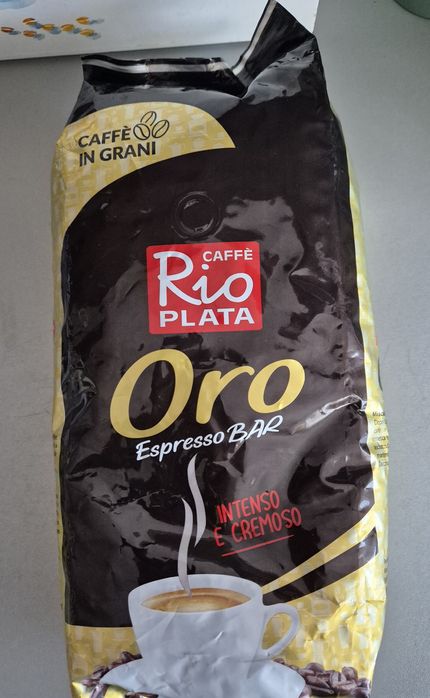 CAFFÈ
IN GRANI
CAFFÈ
Rio
PLATA
Oro
Espresso BAR
INTENSO
E CREMOSO